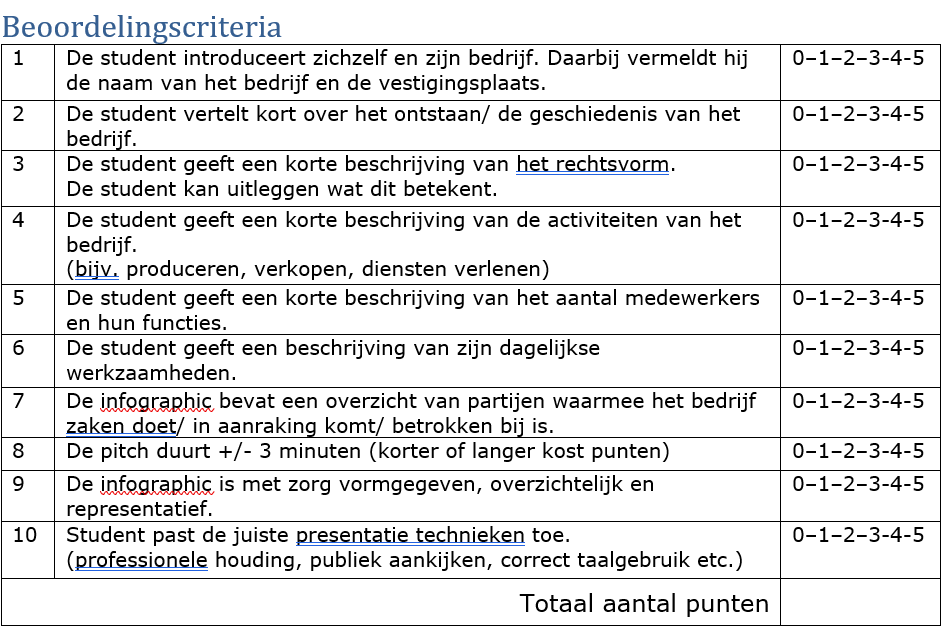 Beoordelingscriteria
1 De student introduceert zichzelf en zijn bedrijf. Daarbij vermeldt hij 0–1–2–3-4-5
de naam van het bedrijf en de vestigingsplaats.
2 De student vertelt kort over het ontstaan/ de geschiedenis van het 0–1–2–3-4-5
bedrijf.
3 De student geeft een korte beschrijving van het rechtsvorm. 0–1–2–3-4-5
De student kan uitleggen wat dit betekent.
4 De student geeft een korte beschrijving van de activiteiten van het 0–1–2–3-4-5
bedrijf.
(bijv. produceren, verkopen, diensten verlenen)
5 De student geeft een korte beschrijving van het aantal medewerkers 0–1–2–3-4-5
en hun functies.
6 De student geeft een beschrijving van zijn dagelijkse 0–1–2–3-4-5
werkzaamheden.
7 De infographic bevat een overzicht van partijen waarmee het bedrijf 0–1–2–3-4-5
zaken doet/ in aanraking komt/ betrokken bij is.
8 De pitch duurt +/- 3 minuten (korter of langer kost punten) 0–1–2–3-4-5
9 De infographic is met zorg vormgegeven, overzichtelijk en 0–1–2–3-4-5
representatief.
10 Student past de juiste presentatie technieken toe. 0–1–2–3-4-5
(professionele houding, publiek aankijken, correct taalgebruik etc.)
Totaal aantal punten